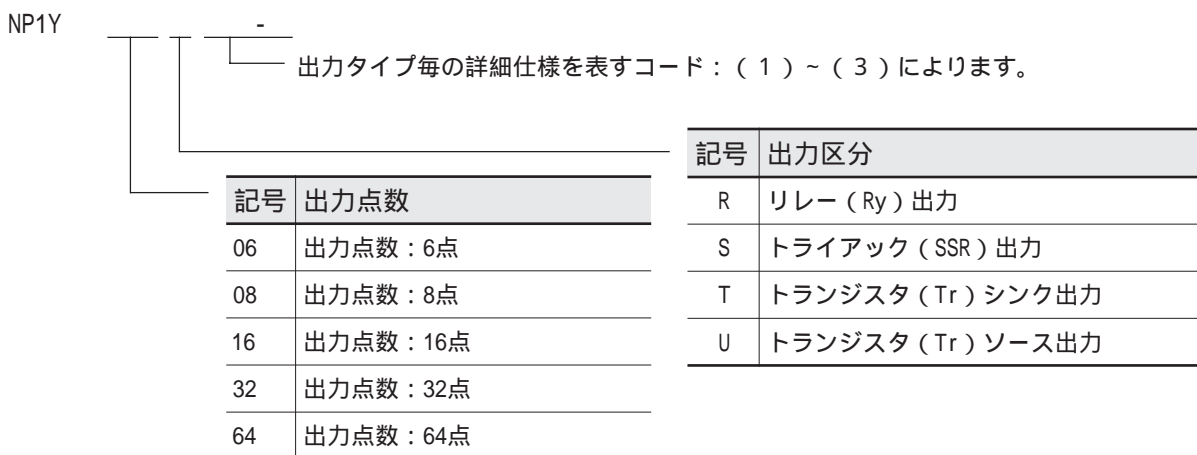 NP1Y -
出力タイプ毎の詳細仕様を表すコード：（1）~（3）によります。
記号 出力区分
R リレー（Ry）出力
S トライアック（SSR）出力
T トランジスタ（Tr）シンク出力
U トランジスタ（Tr）ソース出力
記号 出力点数
06 出力点数：6点
08 出力点数：8点
16 出力点数：16点
32 出力点数：32点
64 出力点数：64点